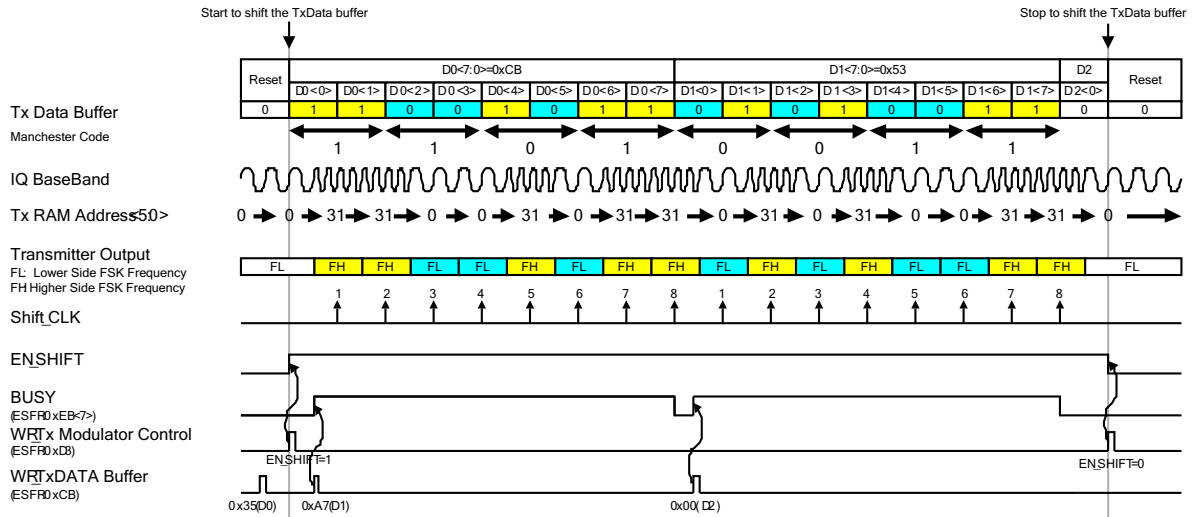 Start to shift the TxData buffer
Stop to shift the TxData buffer
Reset D0<7:0>=0xCB D1<7:0>=0x53 D2 Reset
D0<0> D0<1> D0<2> D0<3> D0<4> D0<5> D0<6> D0<7> D1<0> D1<1> D1<2> D1<3> D1<4> D1<5> D1<6> D1<7> D2<0>
Tx Data Buffer 0 1 1 0 0 1 0 1 1 0 1 0 1 0 0 1 1 0 0
Manchester Code
1 1 0 1 0 0 1 1
IQ BaseBand
Tx RAM Address<5:0> 0 0 31 31 0 0 31 0 31 31 0 31 0 31 0 0 31 31 0
Transmitter Output
FL: Lower Side FSK Frequency
FH Higher Side FSK Frequency
FL FH FH FL FL FH FL FH FH FL FH FL FH FL FL FH FH FL
1 2 3 4 5 6 7 8 1 2 3 4 5 6 7 8
Shift_CLK
EN_SHIFT
BUSY
(ESFR0xEB<7>)
WR_Tx Modulator Control
(ESFR0xD3)
EN_SHIFT=1 EN_SHIFT=0
WR_TxDATA Buffer
(ESFR0xCB)
0x35(D0) 0xA7(D1) 0x00(D2)